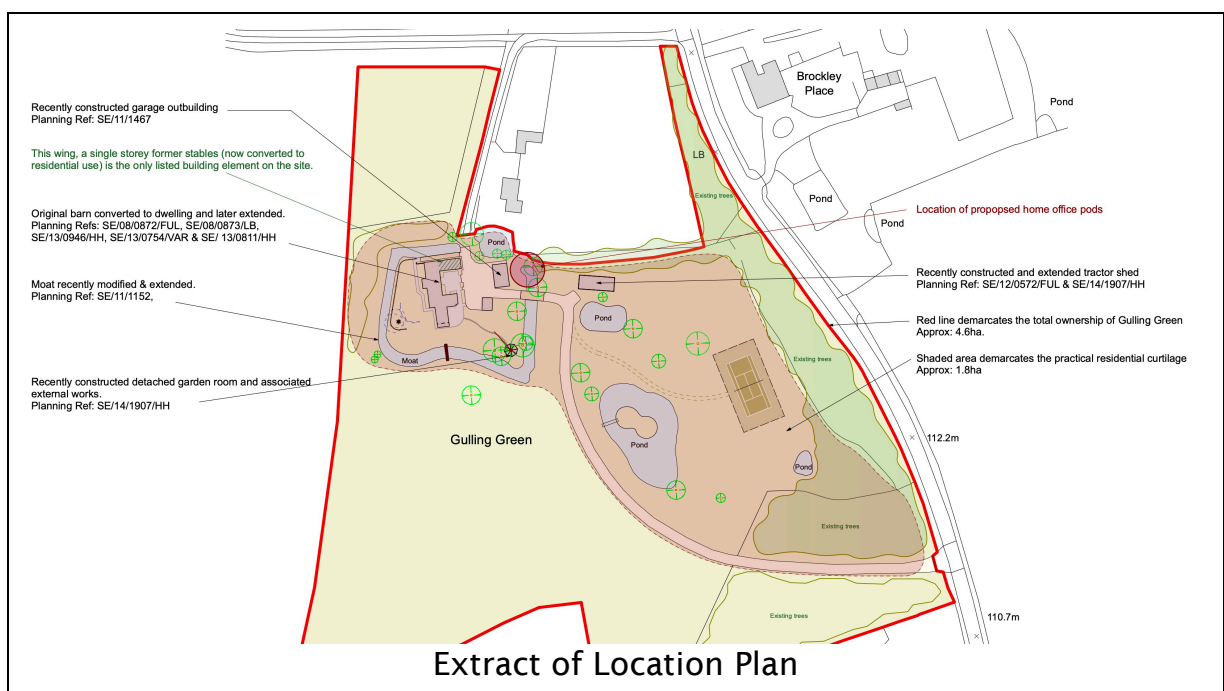 Recently constructed garage outbuilding
Planning Ref: SE/11/1467
This wing, a single storey former stables (now converted to
residential use) is the only listed building element on the site.
Original barn converted to dwelling and later extended.
Planning Refs: SE/08/0872/FUL, SE/08/0873/LB,
SE/13/0946/HH, SE/13/0754/VAR & SE/ 13/0811/HH
Moat recently modified & extended.
Planning Ref: SE/11/1152,
Recently constructed detached garden room and associated
external works.
Planning Ref: SE/14/1907/HH
Brockley
Place
Pond
LB
Existing trees
Pond
Pond
Location of propopsed home office pods
Pond
Recently constructed and extended tractor shed
Planning Ref: SE/12/0572/FUL & SE/14/1907/HH
Red line demarcates the total ownership of Gulling Green
Approx: 4.6ha.
Shaded area demarcates the practical residential curtilage
Approx: 1.8ha
Existing trees
Pond
Moat
Gulling Green
Pond
Pond
112.2m
Existing trees
Existing trees
110.7m
Extract of Location Plan